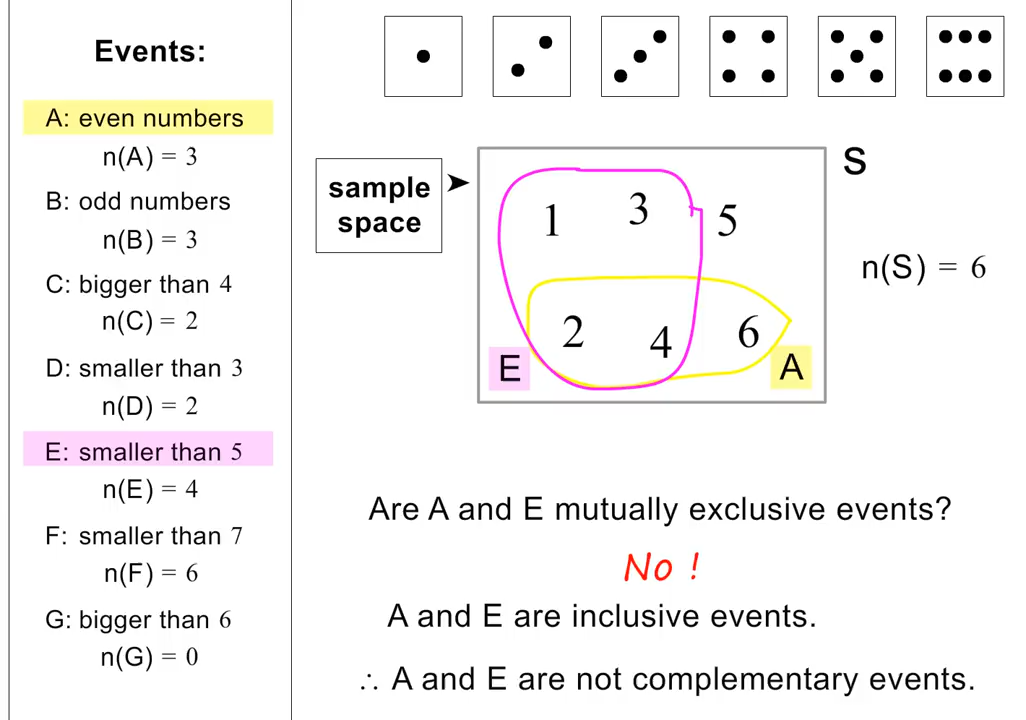 Events:
A: even numbers
n(A) = 3
B: odd numbers
n(B) = 3
C: bigger than 4
n(C) = 2
D: smaller than 3
n(D) = 2
E: smaller than 5
n(E) = 4
F: smaller than 7
n(F) = 6
G: bigger than 6
n(G) = 0
sample
space
S
1 3 5
2 4 6
E A
n(S) = 6
Are A and E mutually exclusive events?
No !
A and E are inclusive events.
∴ A and E are not complementary events.